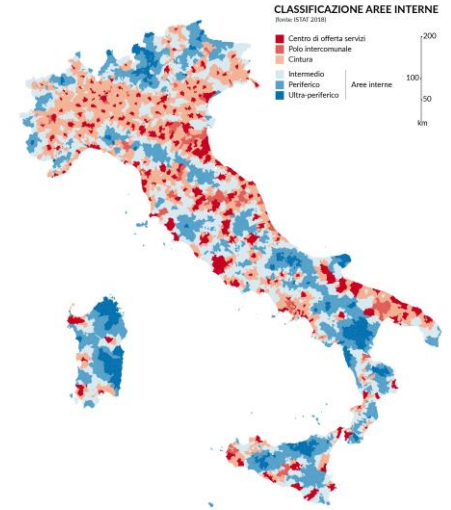 CLASSIFICAZIONE AREE INTERNE
(fonte: ISTAT 2018)
Centro di offerta servizi
Polo intercomunale
Cintura
Intermedio
Periferico
Ultra-periferico
Aree interne
200
100
50
km